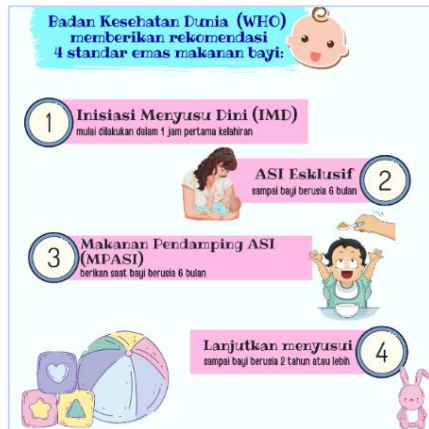 Badan Kesehatan Dunia (WHO)
memberikan rekomendasi
4 standar emas makanan bayi:
1
Inisiasi Menyusu Dini (IMD)
mulai dilakukan dalam 1 jam pertama kelahiran
ASI Esklusif
sampai bayi berusia 6 bulan
2
3
Makanan Pendamping ASI
(MPASI)
berikan saat bayi berusia 6 bulan
Lanjutkan menyusui
sampai bayi berusia 2 tahun atau lebih
4